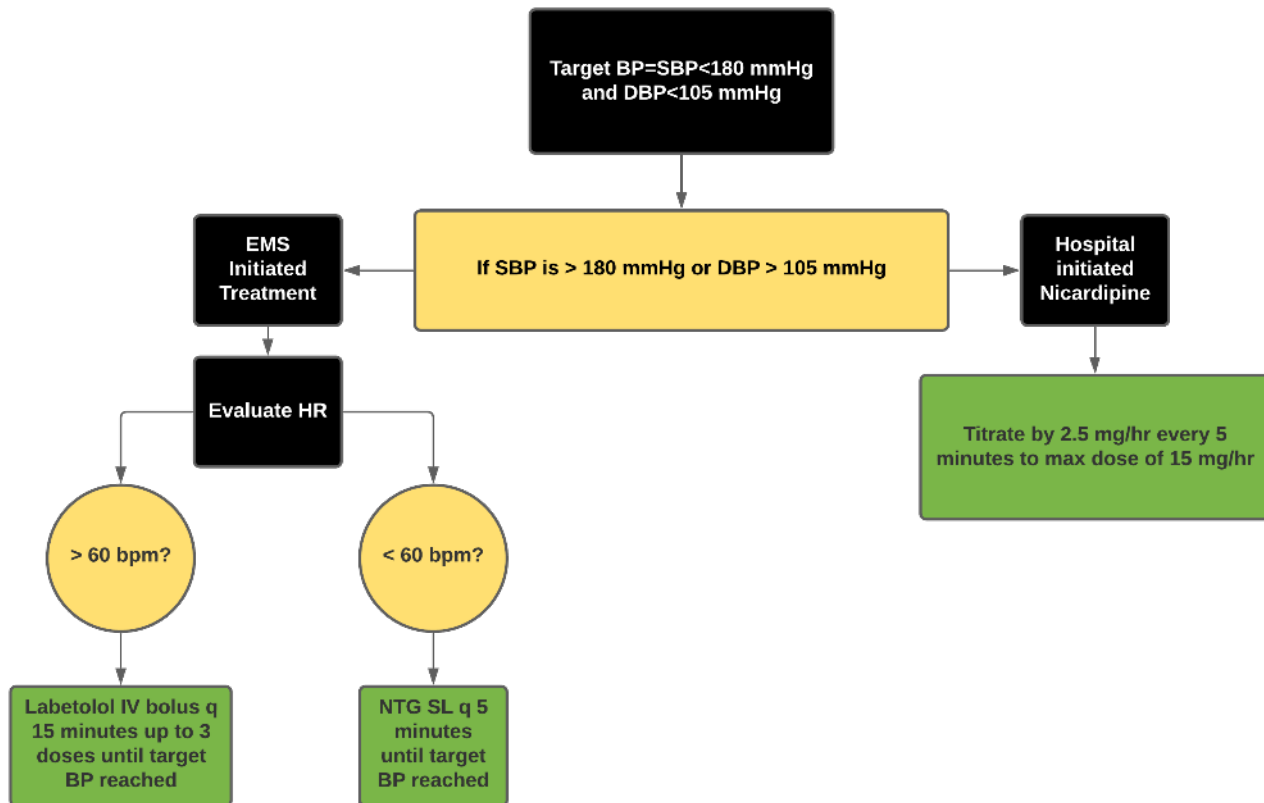 Target BP=SBP<180 mmHg
and DBP<105 mmHg
EMS
Initiated
Treatment
If SBP is > 180 mmHg or DBP > 105 mmHg
Hospital
initiated
Nicardipine
Evaluate HR
Titrate by 2.5 mg/hr every 5
minutes to max dose of 15 mg/hr
> 60 bpm?
< 60 bpm?
Labetolol IV bolus q
15 minutes up to 3
doses until target
BP reached
NTG SL q 5
minutes
until target
BP reached